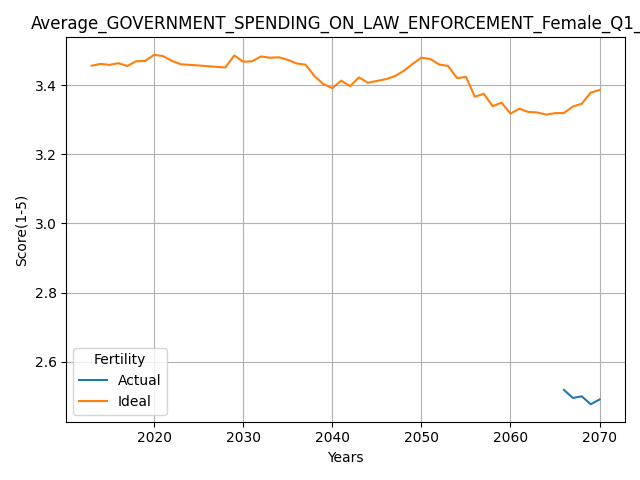 Average_GOVERNMENT_SPENDING_ON_LAW_ENFORCEMENT_Female_Q1_
3.4
3.2
3.0
2.8
2.6
Score(1-5)
Fertility
Actual
Ideal
2020 2030 2040 2050 2060 2070
Years